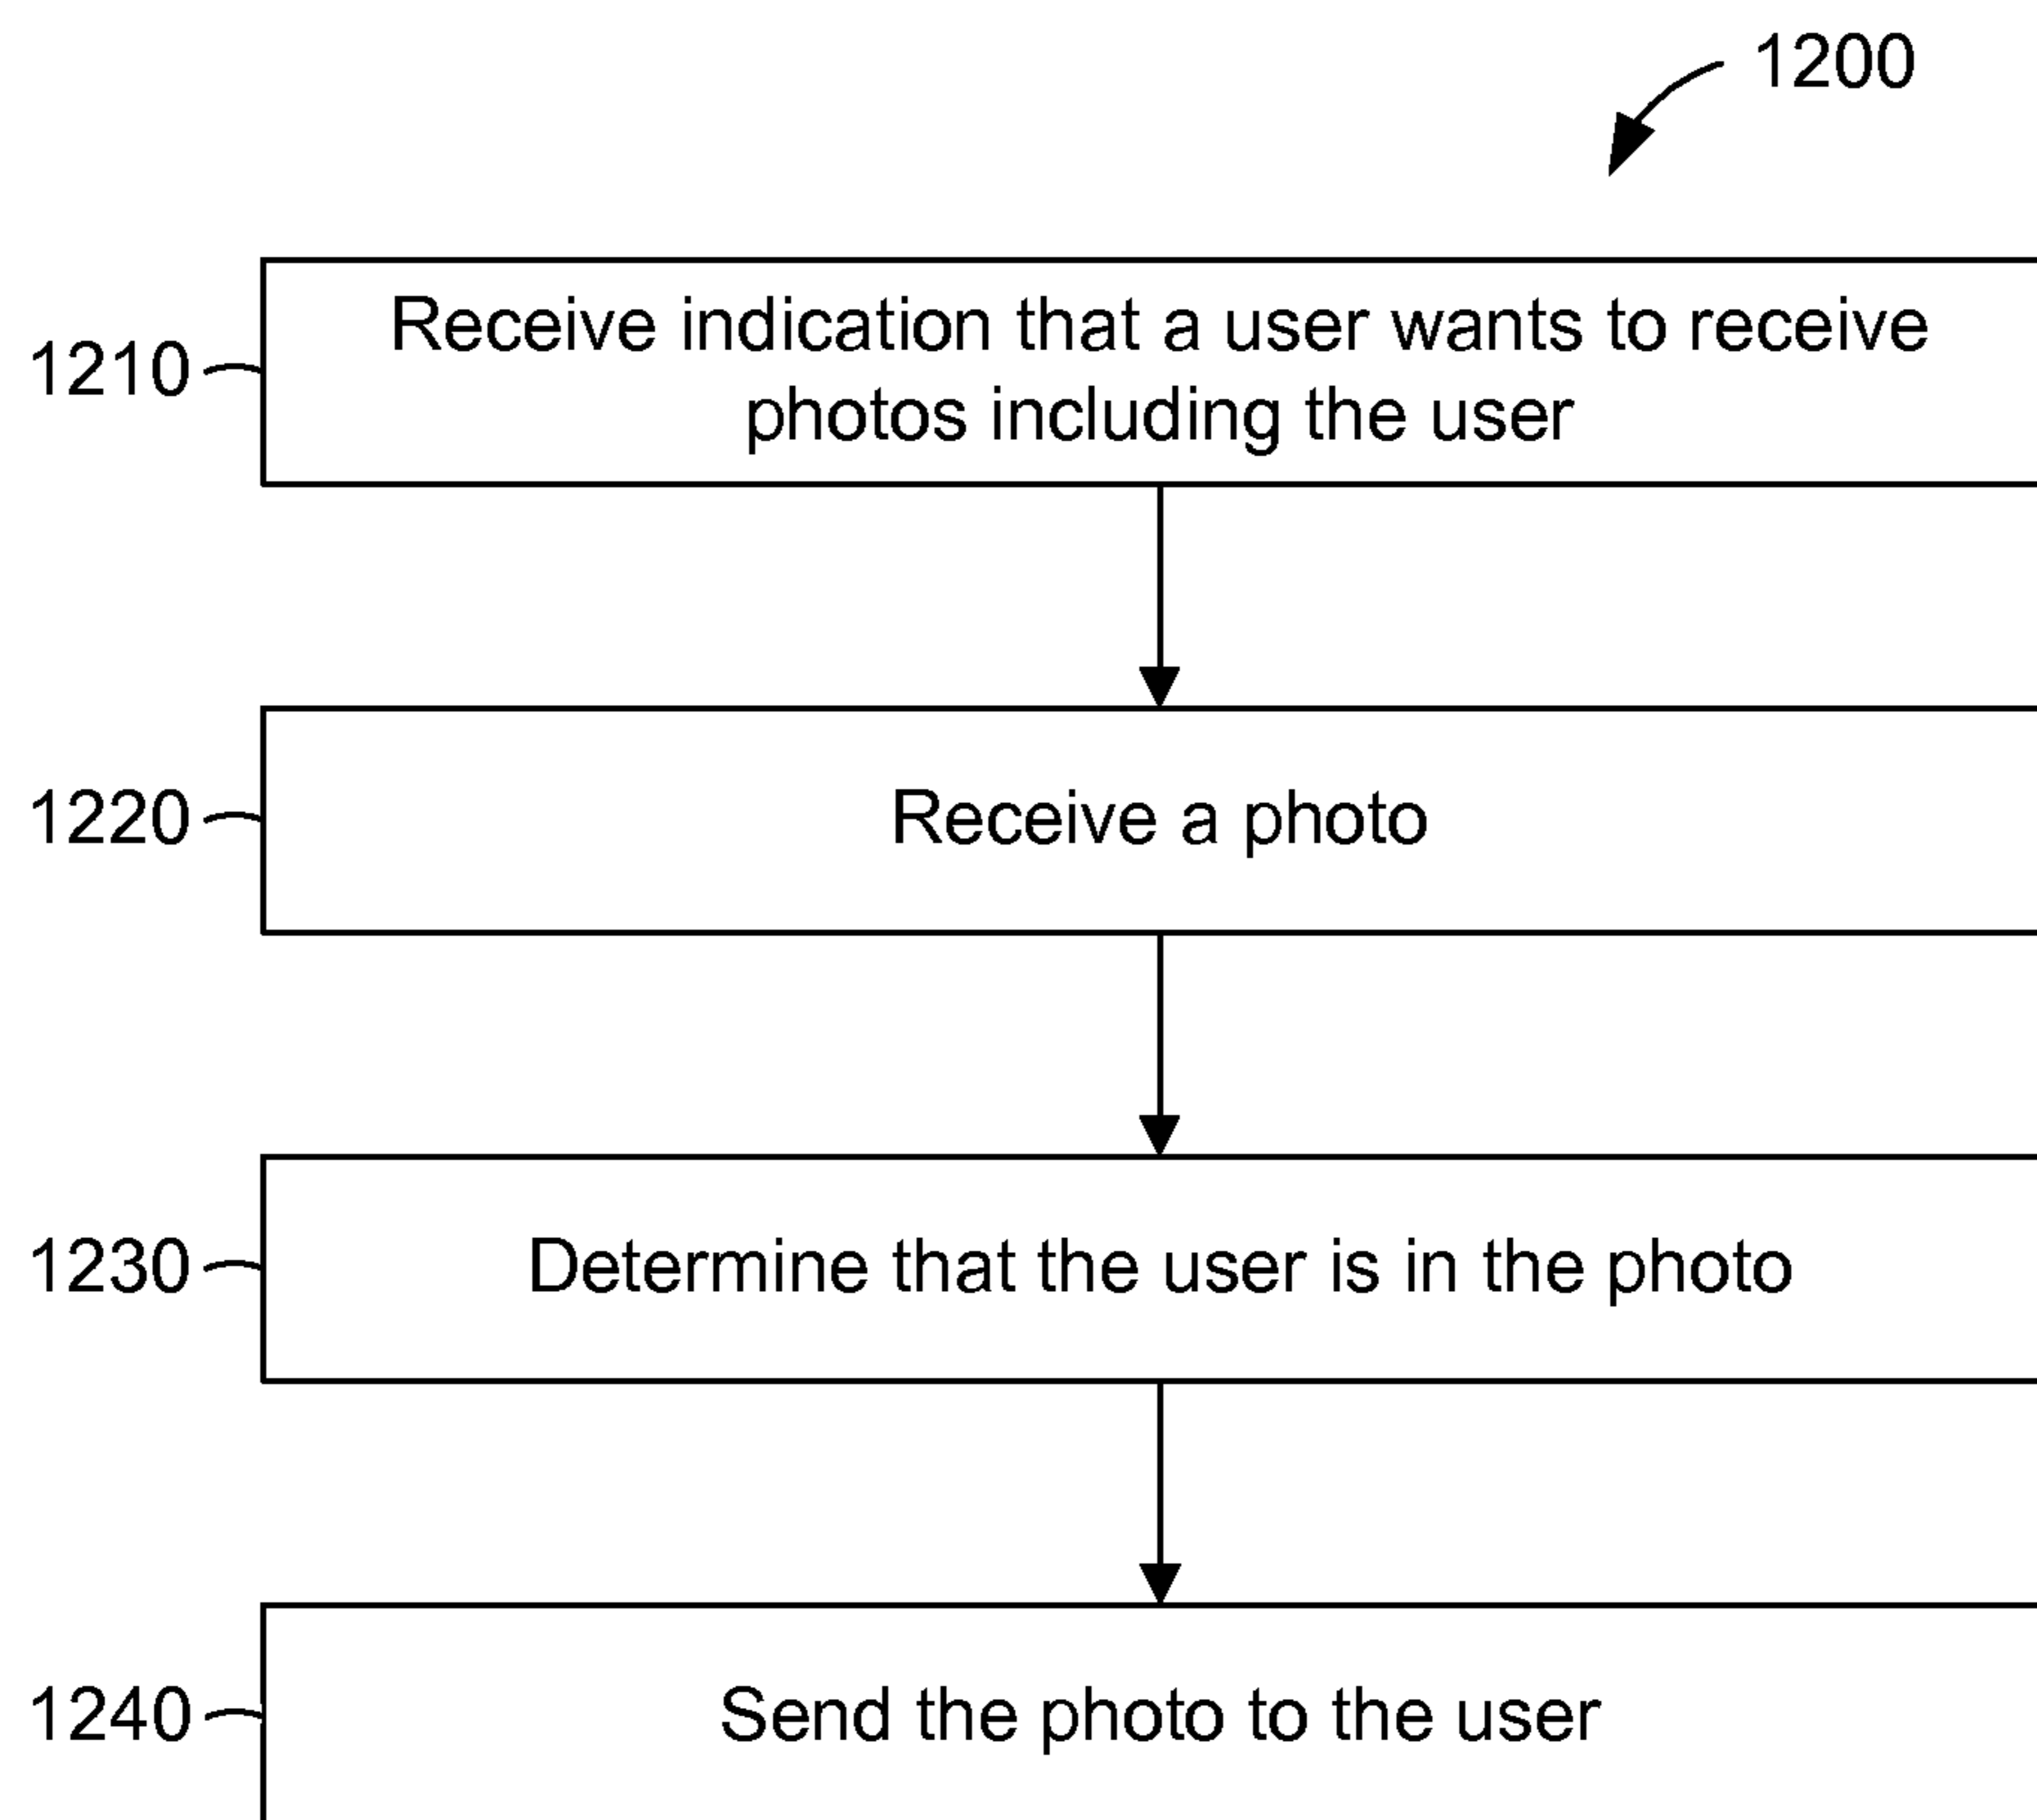 1200
1210
Receive indication that a user wants to receive
photos including the user
1220
Receive a photo
1230
Determine that the user is in the photo
1240
Send the photo to the user